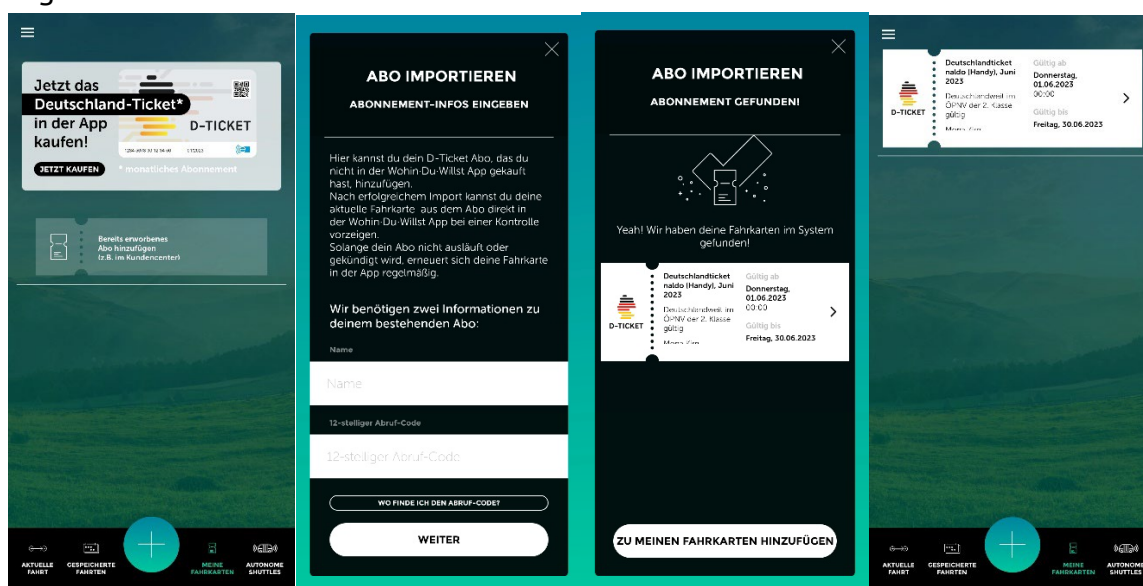 Jetzt das
Deutschland-Ticket*
in der App
kaufen!
D-TICKET
JETZT KAUFEN
* monatliches Abonnement
Bereits erworbenes
Abo hinzufügen
(z.B. im Kundencenter)
AKTUELLE
FAHRT
GESPEICHERTE
FAHRTEN
MEINE
FAHRKARTEN
AUTONOME
SHUTTLES
ABO IMPORTIEREN
ABONNEMENT-INFOS EINGEBEN
Hier kannst du dein D-Ticket Abo, das du
nicht in der Wohin-Du-Willst App gekauft
hast, hinzufügen.
Nach erfolgreichem Import kannst du deine
aktuelle Fahrkarte aus dem Abo direkt in
der Wohin-Du-Willst App bei einer Kontrolle
vorzeigen.
Solange dein Abo nicht ausläuft oder
gekündigt wird, erneuert sich deine Fahrkarte
in der App regelmäßig.
Wir benötigen zwei Informationen zu
deinem bestehenden Abo:
Name
Name
12-stelliger Abruf-Code
12-stelliger Abruf-Code
WO FINDE ICH DEN ABRUF-CODE?
WEITER
ABO IMPORTIEREN
ABONNEMENT GEFUNDEN!
Yeah! Wir haben deine Fahrkarten im System
gefunden!
D-TICKET
Deutschlandticket
naldo (Handy), Juni
2023
Deutschlandweit im
ÖPNV der 2. Klasse
gültig
Gültig ab
Donnerstag,
01.06.2023
00:00
Gültig bis
Freitag, 30.06.2023
ZU MEINEN FAHRKARTEN HINZUFÜGEN
D-TICKET
Deutschlandticket
naldo (Handy), Juni
2023
Deutschlandweit im
ÖPNV der 2. Klasse
gültig
Gültig ab
Donnerstag,
01.06.2023
00:00
Gültig bis
Freitag, 30.06.2023
AKTUELLE
FAHRT
GESPEICHERTE
FAHRTEN
MEINE
FAHRKARTEN
AUTONOME
SHUTTLES